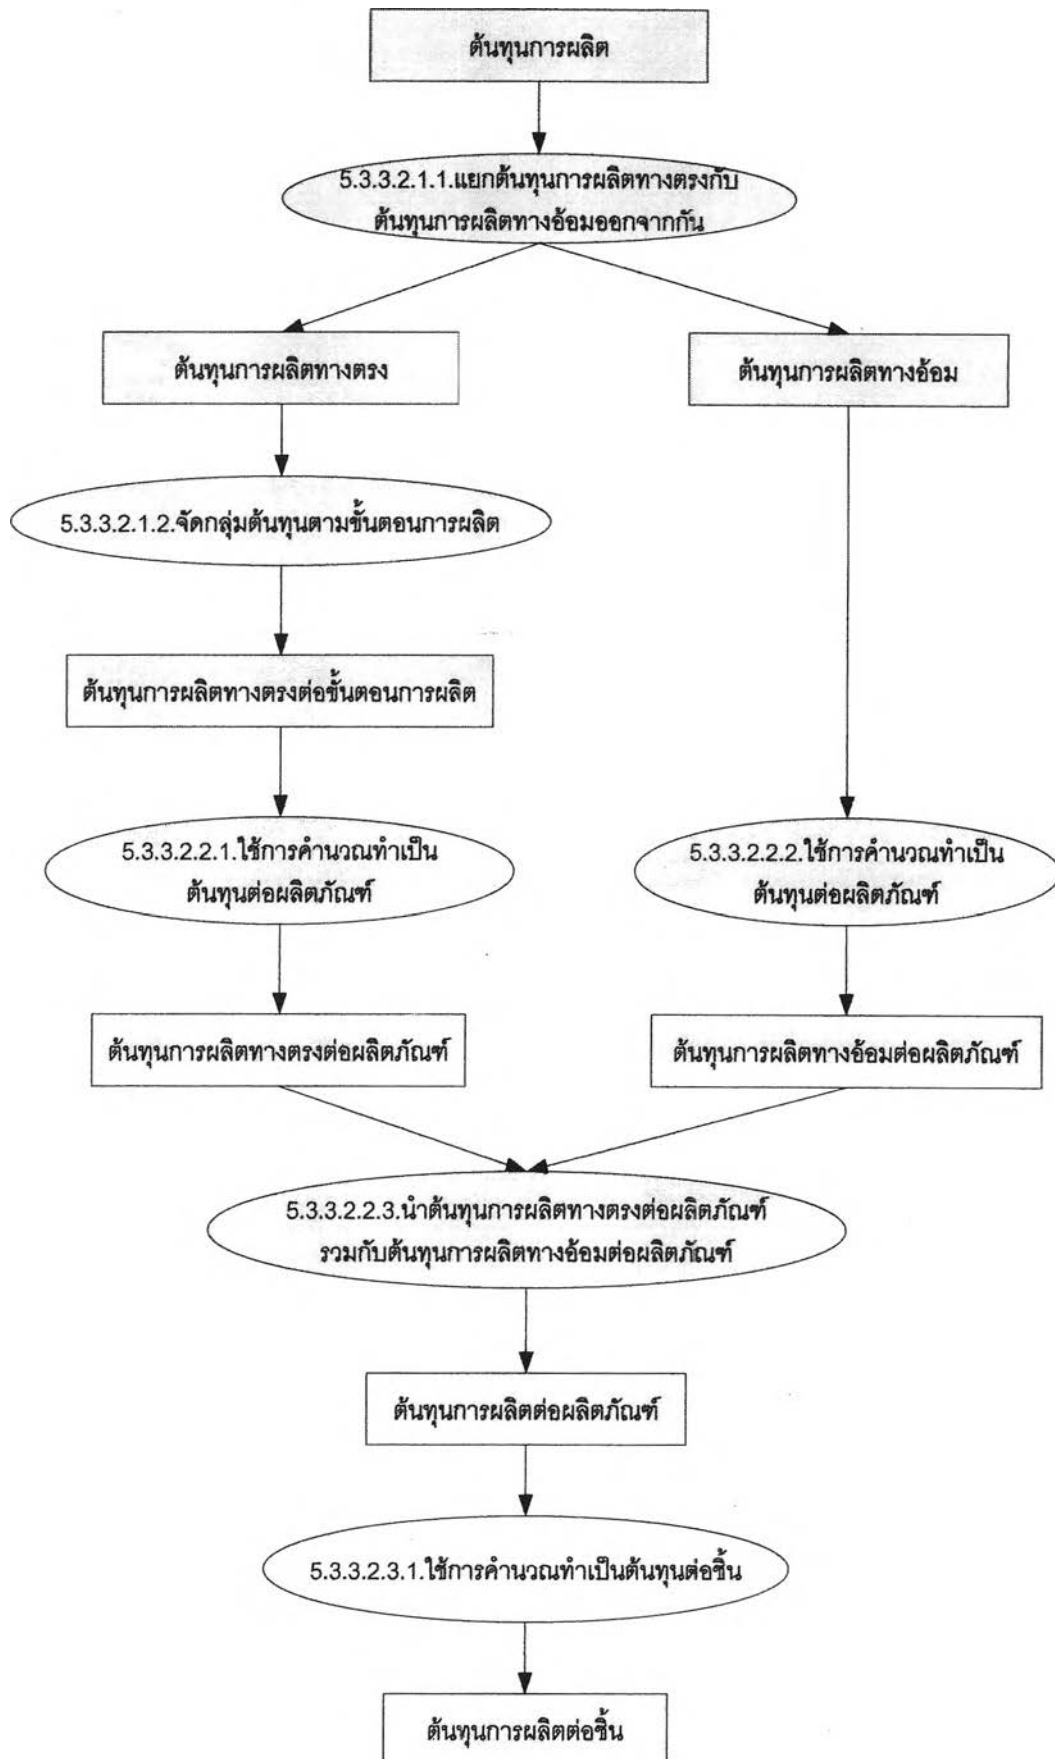 ต้นทุนการผลิต
5.3.3.2.1.1.แยกต้นทุนการผลิตทางตรงกับ
ต้นทุนการผลิตทางอ้อมออกจากกัน
ต้นทุนการผลิตทางตรง
ต้นทุนการผลิตทางอ้อม
5.3.3.2.1.2.จัดกลุ่มต้นทุนตามขั้นตอนการผลิต
ต้นทุนการผลิตทางตรงต่อขั้นตอนการผลิต
5.3.3.2.2.1.ใช้การคำนวณทำเป็น
ต้นทุนต่อผลิตภัณฑ์
5.3.3.2.2.2.ใช้การคำนวณทำเป็น
ต้นทุนต่อผลิตภัณฑ์
ต้นทุนการผลิตทางตรงต่อผลิตภัณฑ์
ต้นทุนการผลิตทางอ้อมต่อผลิตภัณฑ์
5.3.3.2.2.3.นำต้นทุนการผลิตทางตรงต่อผลิตภัณฑ์
รวมกับต้นทุนการผลิตทางอ้อมต่อผลิตภัณฑ์
ต้นทุนการผลิตต่อผลิตภัณฑ์
5.3.3.2.3.1.ใช้การคำนวณทำเป็นต้นทุนต่อชิ้น
ต้นทุนการผลิตต่อชิ้น